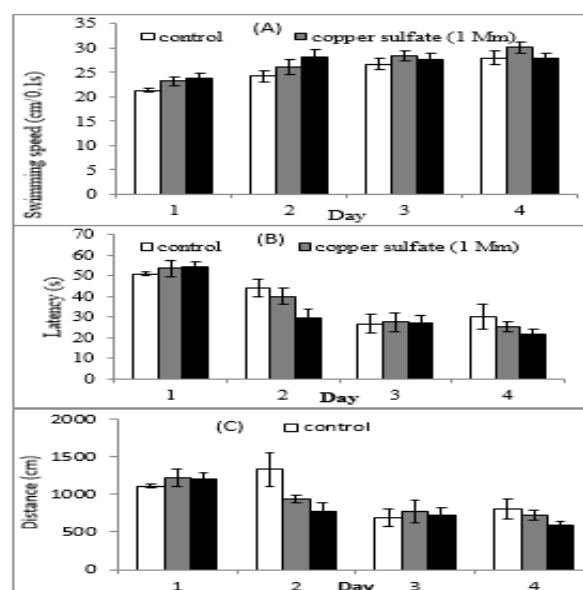 (A)
control copper sulfate (1 Mm)
Swimming speed (cm/0.1s)
35
30
25
20
15
10
5
0
1 2 3 4
Day
(B)
control copper sulfate (1 Mm)
Latency (s)
70
60
50
40
30
20
10
0
1 2 3 4
Day
(C)
control
Distance (cm)
2000
1500
1000
500
0
1 2 3 4
Day